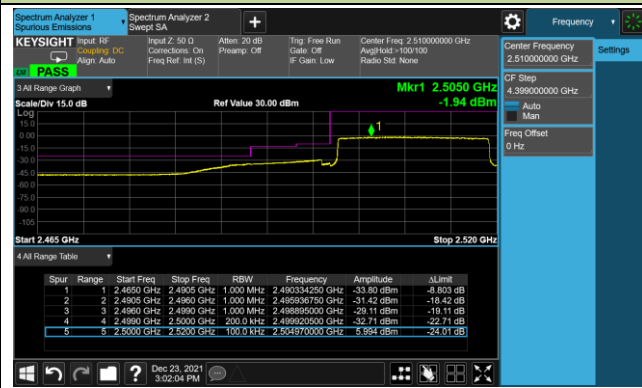 Spectrum Analyzer 1
Spurious Emissions
Spectrum Analyzer 2
Swept SA
Frequency
KEYSIGHT
Input: RF
Coupling: DC
Align: Auto
Input Z: 50 Ω
Corrections: On
Freq Ref: Int (S)
Atten: 20 dB
Preamp: Off
Trig: Free Run
Gate: Off
IF Gain: Low
Center Freq: 2.510000000 GHz
Avg|Hold:>100/100
Radio Std: None
LXI
PASS
Center Frequency
2.510000000 GHz
Settings
CF Step
4.399000000 GHz
Auto
Man
Freq Offset
0 Hz
3 All Range Graph
Mkr1 2.5050 GHz
Scale/Div 15.0 dB
Ref Value 30.00 dBm
-1.94 dBm
Log
15.0
0.00
-15.0
-30.0
-45.0
-60.0
-75.0
-90.0
-105
1
Start 2.465 GHz
Stop 2.520 GHz
4 All Range Table
Spur Range Start Freq Stop Freq RBW Frequency Amplitude ΔLimit
1 1 2.4650 GHz 2.4905 GHz 1.000 MHz 2.490334250 GHz -33.80 dBm -8.803 dB
2 2 2.4905 GHz 2.4960 GHz 1.000 MHz 2.495936750 GHz -31.42 dBm -18.42 dB
3 3 2.4960 GHz 2.4990 GHz 1.000 MHz 2.498895000 GHz -29.11 dBm -19.11 dB
4 4 2.4990 GHz 2.5000 GHz 200.0 kHz 2.499920500 GHz -32.71 dBm -22.71 dB
5 5 2.5000 GHz 2.5200 GHz 100.0 kHz 2.504970000 GHz 5.994 dBm -24.01 dB
Dec 23, 2021
3:02:04 PM